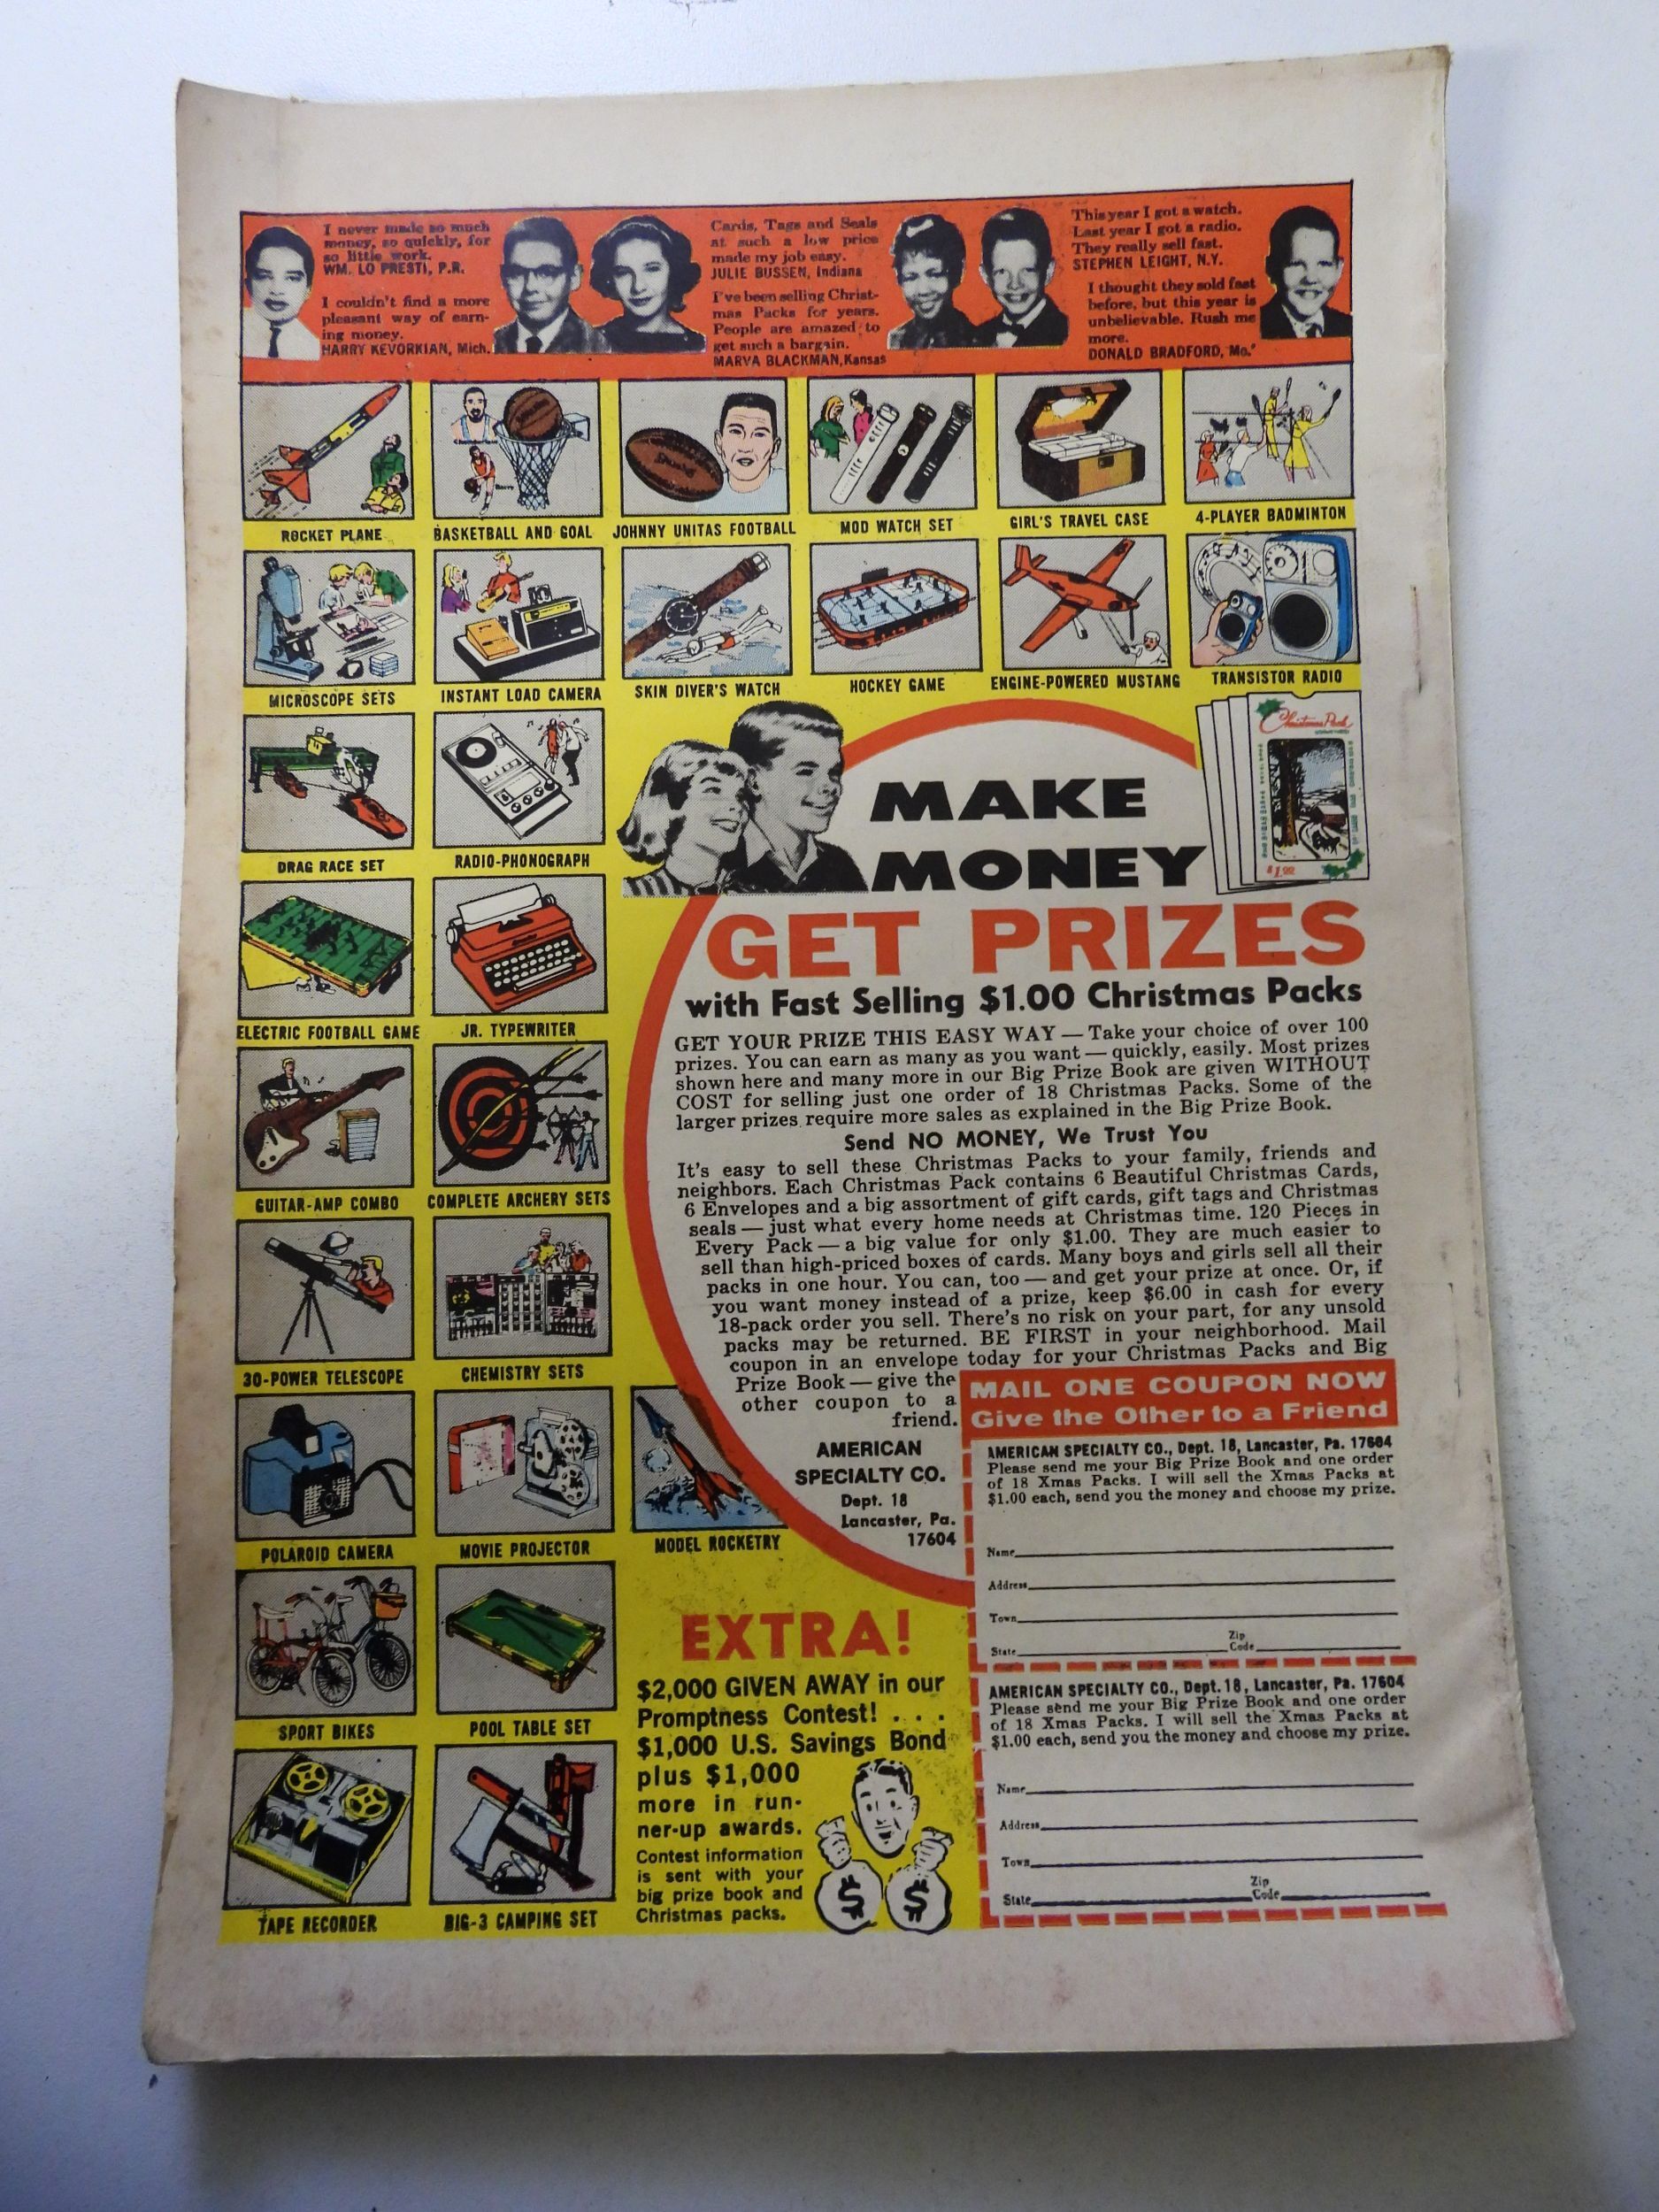 I never made so much
money, so quickly, for
so little work.
WM. LO PRESTI, P.R.
I couldn't find a more
pleasant way of earn-
ing money.
HARRY KEVORKIAN, Mich.
Cards, Tags and Seals
at such a low price
made my job easy.
JULIE BUSSEN, Indiana
I've been selling Christ-
mas Packs for years.
People are amazed to
get such a bargain.
MARVA BLACKMAN, Kansas
This year I got a watch.
Last year I got a radio.
They really sell fast.
STEPHEN LEIGHT, N.Y.
I thought they sold fast
before, but this year is
unbelievable. Rush me
more.
DONALD BRADFORD, Mo.
ROCKET PLANE
BASKETBALL AND GOAL
JOHNNY UNITAS FOOTBALL
MOD WATCH SET
GIRL'S TRAVEL CASE
4-PLAYER BADMINTON
MICROSCOPE SETS
INSTANT LOAD CAMERA
SKIN DIVER'S WATCH
HOCKEY GAME
ENGINE-POWERED MUSTANG
TRANSISTOR RADIO
DRAG RACE SET
RADIO-PHONOGRAPH
ELECTRIC FOOTBALL GAME
JR. TYPEWRITER
GUITAR-AMP COMBO
COMPLETE ARCHERY SETS
30-POWER TELESCOPE
CHEMISTRY SETS
POLAROID CAMERA
MOVIE PROJECTOR
MODEL ROCKETRY
SPORT BIKES
POOL TABLE SET
TAPE RECORDER
BIG-3 CAMPING SET
Christmas Pack
$1.00
MAKE
MONEY
GET PRIZES
with Fast Selling $1.00 Christmas Packs
GET YOUR PRIZE THIS EASY WAY — Take your choice of over 100
prizes. You can earn as many as you want — quickly, easily. Most prizes
shown here and many more in our Big Prize Book are given WITHOUT
COST for selling just one order of 18 Christmas Packs. Some of the
larger prizes require more sales as explained in the Big Prize Book.
Send NO MONEY, We Trust You
It's easy to sell these Christmas Packs to your family, friends and
neighbors. Each Christmas Pack contains 6 Beautiful Christmas Cards,
6 Envelopes and a big assortment of gift cards, gift tags and Christmas
seals — just what every home needs at Christmas time. 120 Pieces in
Every Pack — a big value for only $1.00. They are much easier to
sell than high-priced boxes of cards. Many boys and girls sell all their
packs in one hour. You can, too — and get your prize at once. Or, if
you want money instead of a prize, keep $6.00 in cash for every
18-pack order you sell. There's no risk on your part, for any unsold
packs may be returned. BE FIRST in your neighborhood. Mail
coupon in an envelope today for your Christmas Packs and Big
Prize Book — give the
other coupon to a
friend.
AMERICAN
SPECIALTY CO.
Dept. 18
Lancaster, Pa.
17604
EXTRA!
$2,000 GIVEN AWAY in our
Promptness Contest! . . .
$1,000 U.S. Savings Bond
plus $1,000
more in run-
ner-up awards.
Contest information
is sent with your
big prize book and
Christmas packs.
$ $
MAIL ONE COUPON NOW
Give the Other to a Friend
AMERICAN SPECIALTY CO., Dept. 18, Lancaster, Pa. 17604
Please send me your Big Prize Book and one order
of 18 Xmas Packs. I will sell the Xmas Packs at
$1.00 each, send you the money and choose my prize.
Name
Address
Town
State Zip Code
AMERICAN SPECIALTY CO., Dept. 18, Lancaster, Pa. 17604
Please send me your Big Prize Book and one order
of 18 Xmas Packs. I will sell the Xmas Packs at
$1.00 each, send you the money and choose my prize.
Name
Address
Town
State Zip Code